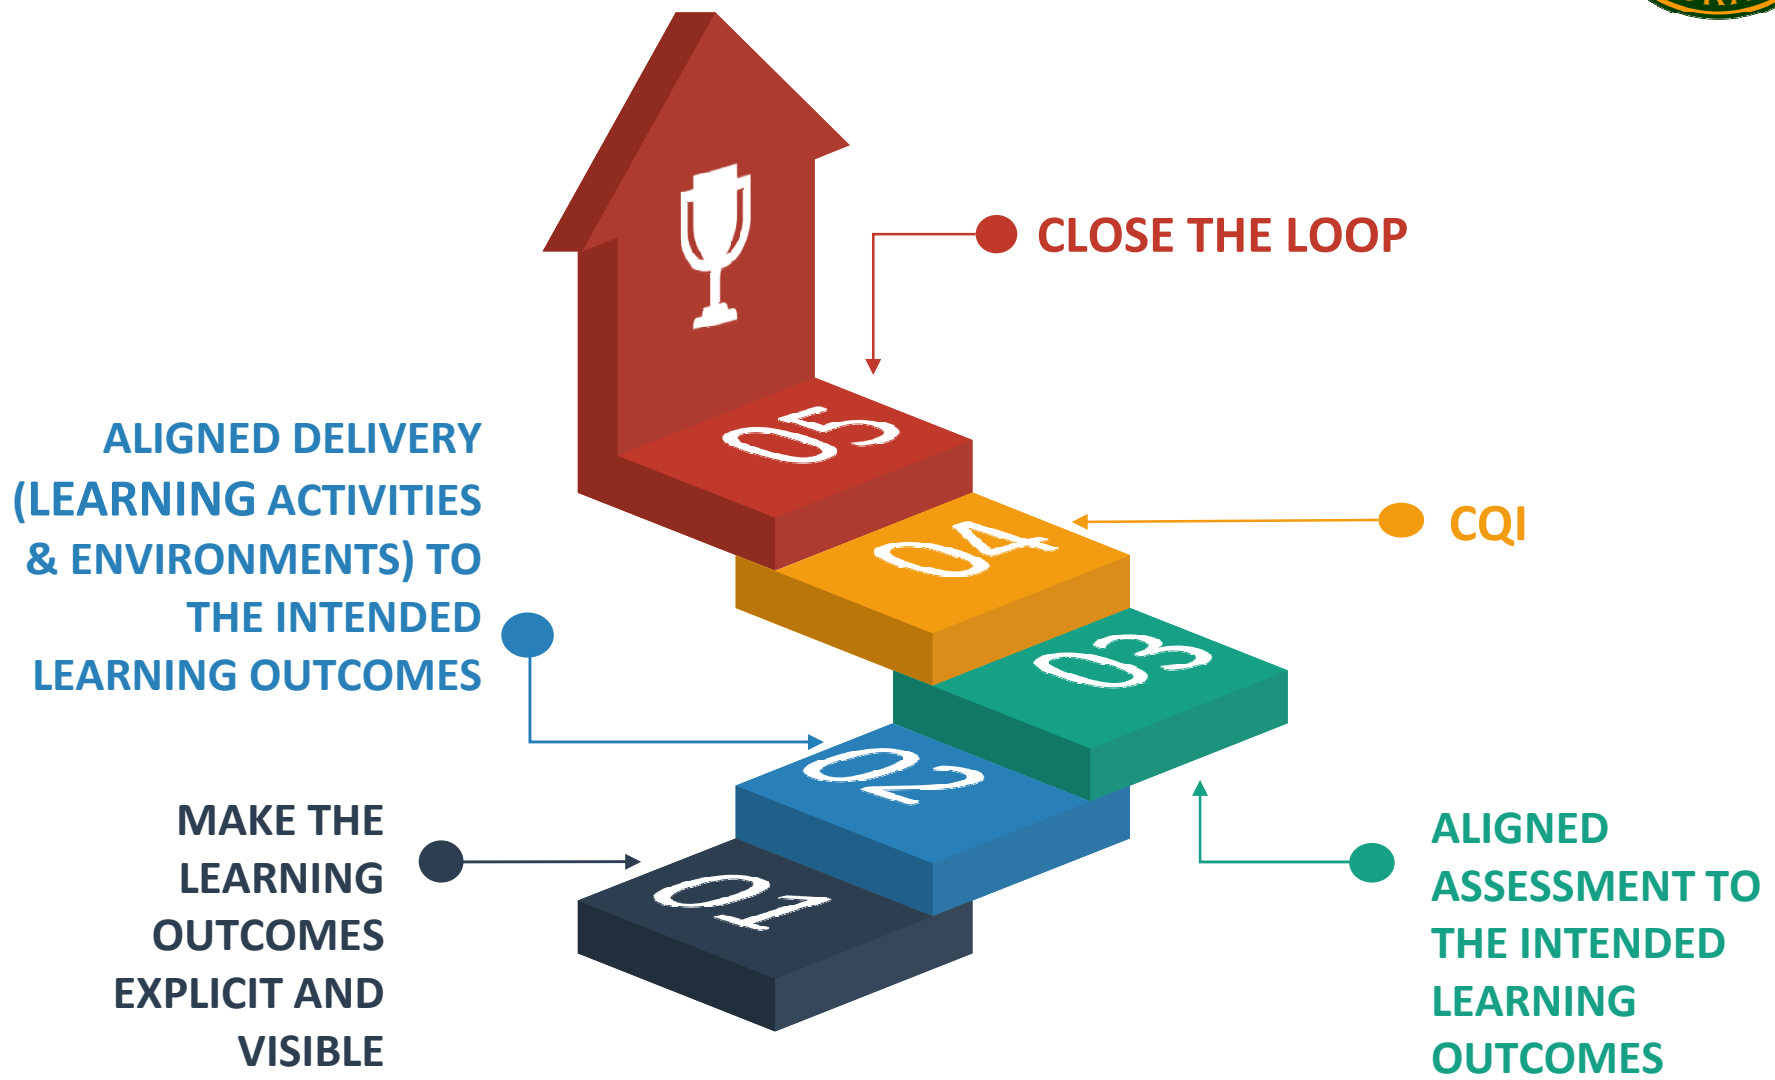 CLOSE THE LOOP
05
ALIGNED DELIVERY
(LEARNING ACTIVITIES
& ENVIRONMENTS) TO
THE INTENDED
LEARNING OUTCOMES
04
CQI
03
02
MAKE THE
LEARNING
OUTCOMES
EXPLICIT AND
VISIBLE
01
ALIGNED
ASSESSMENT TO
THE INTENDED
LEARNING
OUTCOMES